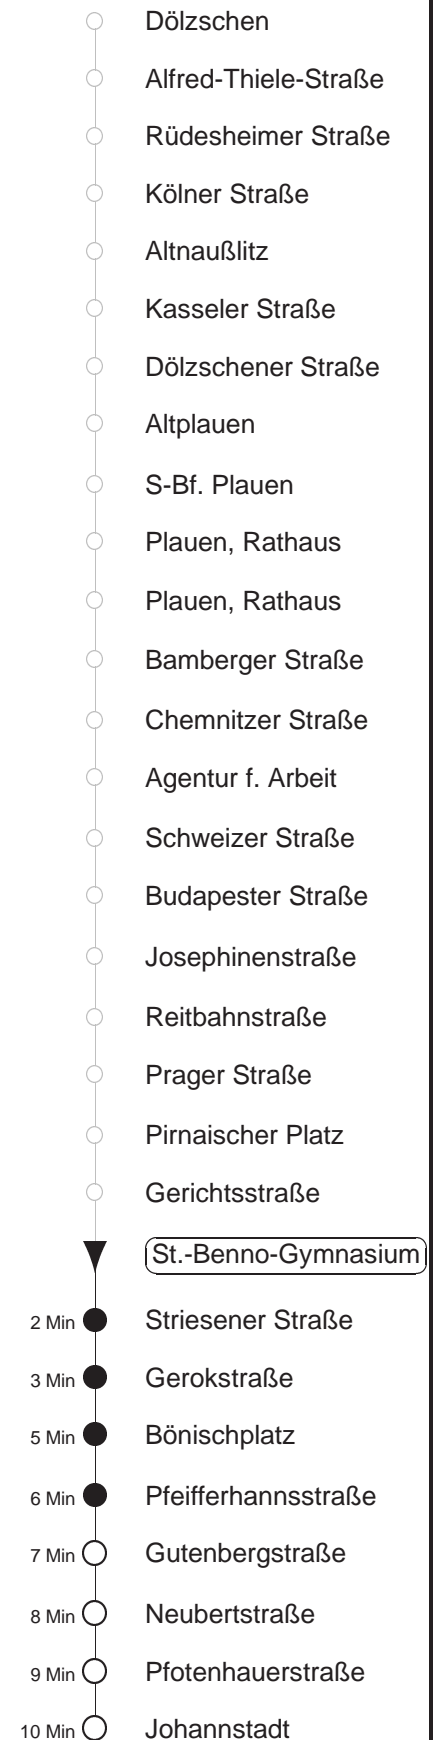 Dölzschen
Alfred-Thiele-Straße
Rüdesheimer Straße
Kölner Straße
Altnaußlitz
Kasseler Straße
Dölzschener Straße
Altplauen
S-Bf. Plauen
Plauen, Rathaus
Plauen, Rathaus
Bamberger Straße
Chemnitzer Straße
Agentur f. Arbeit
Schweizer Straße
Budapester Straße
Josephinenstraße
Reitbahnstraße
Prager Straße
Pirnaischer Platz
Gerichtsstraße
St.-Benno-Gymnasium
2 Min Striesener Straße
3 Min Gerokstraße
5 Min Bönischplatz
6 Min Pfeifferhannsstraße
7 Min Gutenbergstraße
8 Min Neubertstraße
9 Min Pfotenhauerstraße
10 Min Johannstadt